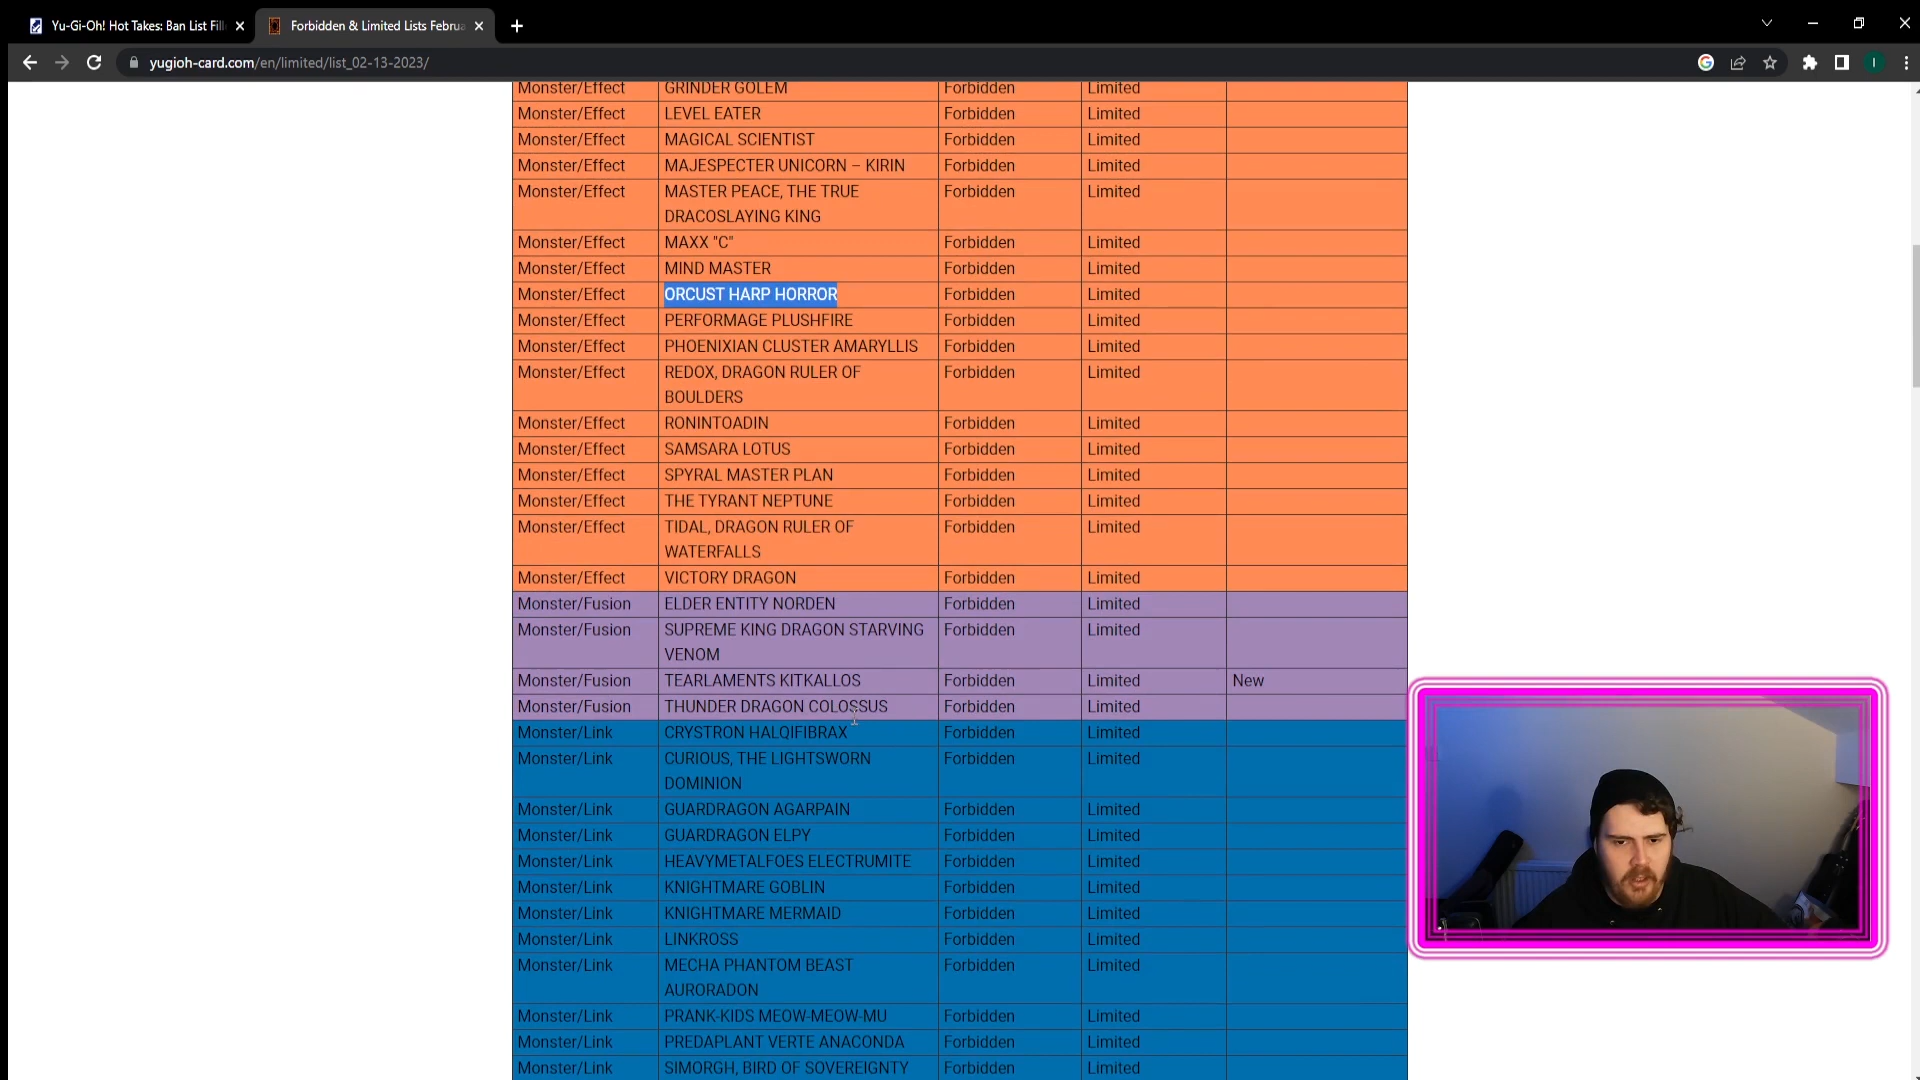 Yu-Gi-Oh! Hot Takes: Ban List Fill
Forbidden & Limited Lists Februa
yugioh-card.com/en/limited/list_02-13-2023/
Monster/Effect GRINDER GOLEM Forbidden Limited
Monster/Effect LEVEL EATER Forbidden Limited
Monster/Effect MAGICAL SCIENTIST Forbidden Limited
Monster/Effect MAJESPECTER UNICORN – KIRIN Forbidden Limited
Monster/Effect MASTER PEACE, THE TRUE Forbidden Limited
DRACOSLAYING KING
Monster/Effect MAXX "C" Forbidden Limited
Monster/Effect MIND MASTER Forbidden Limited
Monster/Effect ORCUST HARP HORROR Forbidden Limited
Monster/Effect PERFORMAGE PLUSHFIRE Forbidden Limited
Monster/Effect PHOENIXIAN CLUSTER AMARYLLIS Forbidden Limited
Monster/Effect REDOX, DRAGON RULER OF Forbidden Limited
BOULDERS
Monster/Effect RONINTOADIN Forbidden Limited
Monster/Effect SAMSARA LOTUS Forbidden Limited
Monster/Effect SPYRAL MASTER PLAN Forbidden Limited
Monster/Effect THE TYRANT NEPTUNE Forbidden Limited
Monster/Effect TIDAL, DRAGON RULER OF Forbidden Limited
WATERFALLS
Monster/Effect VICTORY DRAGON Forbidden Limited
Monster/Fusion ELDER ENTITY NORDEN Forbidden Limited
Monster/Fusion SUPREME KING DRAGON STARVING Forbidden Limited
VENOM
Monster/Fusion TEARLAMENTS KITKALLOS Forbidden Limited New
Monster/Fusion THUNDER DRAGON COLOSSUS Forbidden Limited
Monster/Link CRYSTRON HALQIFIBRAX Forbidden Limited
Monster/Link CURIOUS, THE LIGHTSWORN Forbidden Limited
DOMINION
Monster/Link GUARDRAGON AGARPAIN Forbidden Limited
Monster/Link GUARDRAGON ELPY Forbidden Limited
Monster/Link HEAVYMETALFOES ELECTRUMITE Forbidden Limited
Monster/Link KNIGHTMARE GOBLIN Forbidden Limited
Monster/Link KNIGHTMARE MERMAID Forbidden Limited
Monster/Link LINKROSS Forbidden Limited
Monster/Link MECHA PHANTOM BEAST Forbidden Limited
AURORADON
Monster/Link PRANK-KIDS MEOW-MEOW-MU Forbidden Limited
Monster/Link PREDAPLANT VERTE ANACONDA Forbidden Limited
Monster/Link SIMORGH, BIRD OF SOVEREIGNTY Forbidden Limited